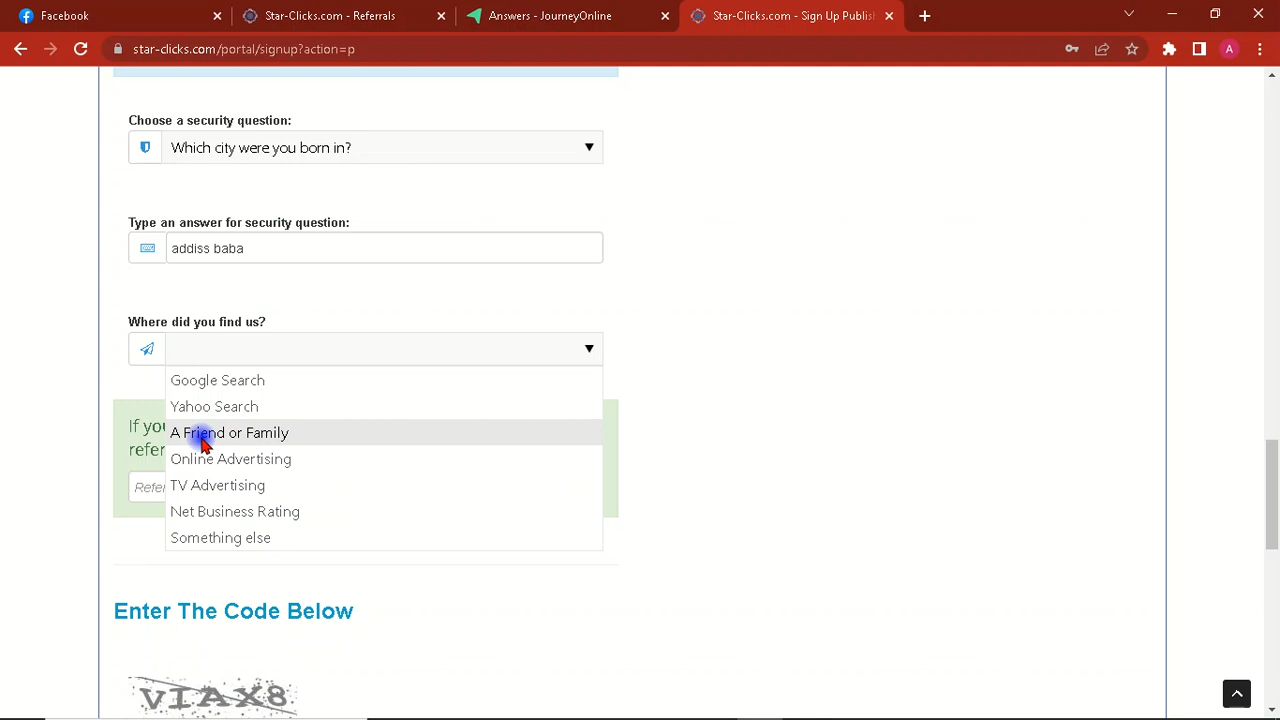 Facebook
Star-Clicks.com - Referrals
Answers - JourneyOnline
Star-Clicks.com - Sign Up Publis
star-clicks.com/portal/signup?action=p
A
Choose a security question:
Which city were you born in?
Type an answer for security question:
addiss baba
Where did you find us?
Google Search
Yahoo Search
If you
A Friend or Family
refer
Online Advertising
TV Advertising
Refer
Net Business Rating
Something else
Enter The Code Below
VIAX8